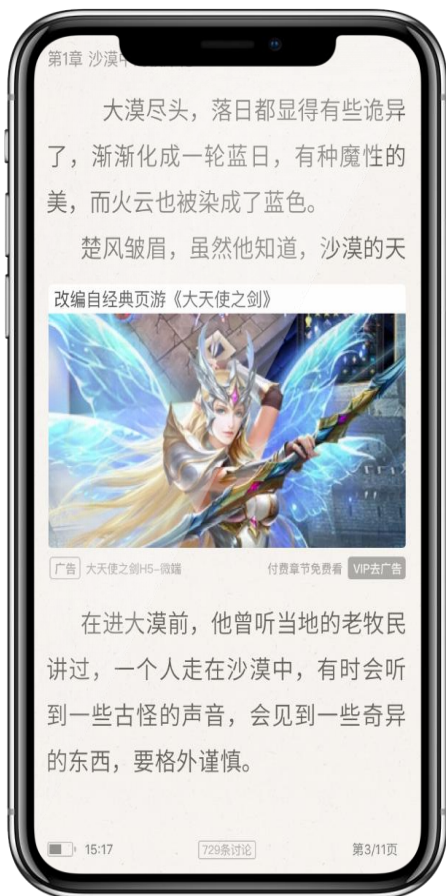 第1章 沙漠
大漠尽头，落日都显得有些诡异
了，渐渐化成一轮蓝日，有种魔性的
美，而火云也被染成了蓝色。
楚风皱眉，虽然他知道，沙漠的天
改编自经典页游《大天使之剑》
广告 大天使之剑H5-微端 付费章节免费看 VIP去广告
在进大漠前，他曾听当地的老牧民
讲过，一个人走在沙漠中，有时会听
到一些古怪的声音，会见到一些奇异
的东西，要格外谨慎。
15:17 729条讨论 第3/11页